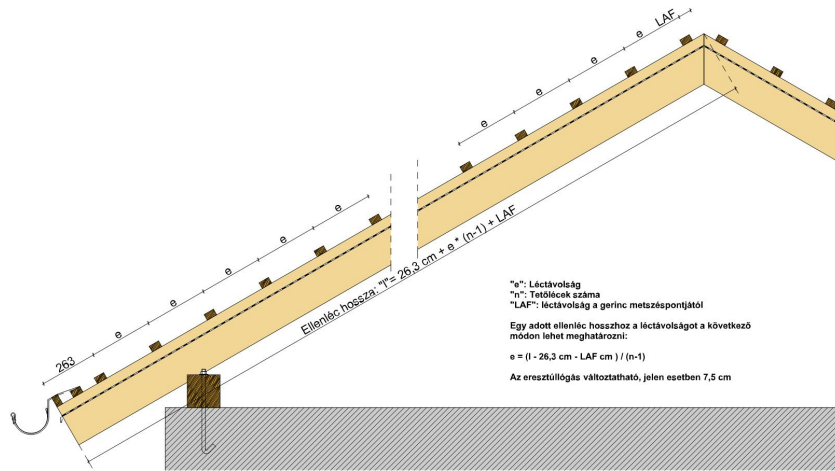 LAF
e
e
e
e
e
e
e
e
e
263
Ellenléc hossza: "l"= 26,3 cm + e * (n-1) + LAF
"e": Léctávolság
"n": Tetőlécek száma
"LAF": léctávolság a gerinc metszéspontjától
Egy adott ellenléc hosszhoz a léctávolságot a következő
módon lehet meghatározni:
e = (l - 26,3 cm - LAF cm ) / (n-1)
Az eresztúllógás változtatható, jelen esetben 7,5 cm